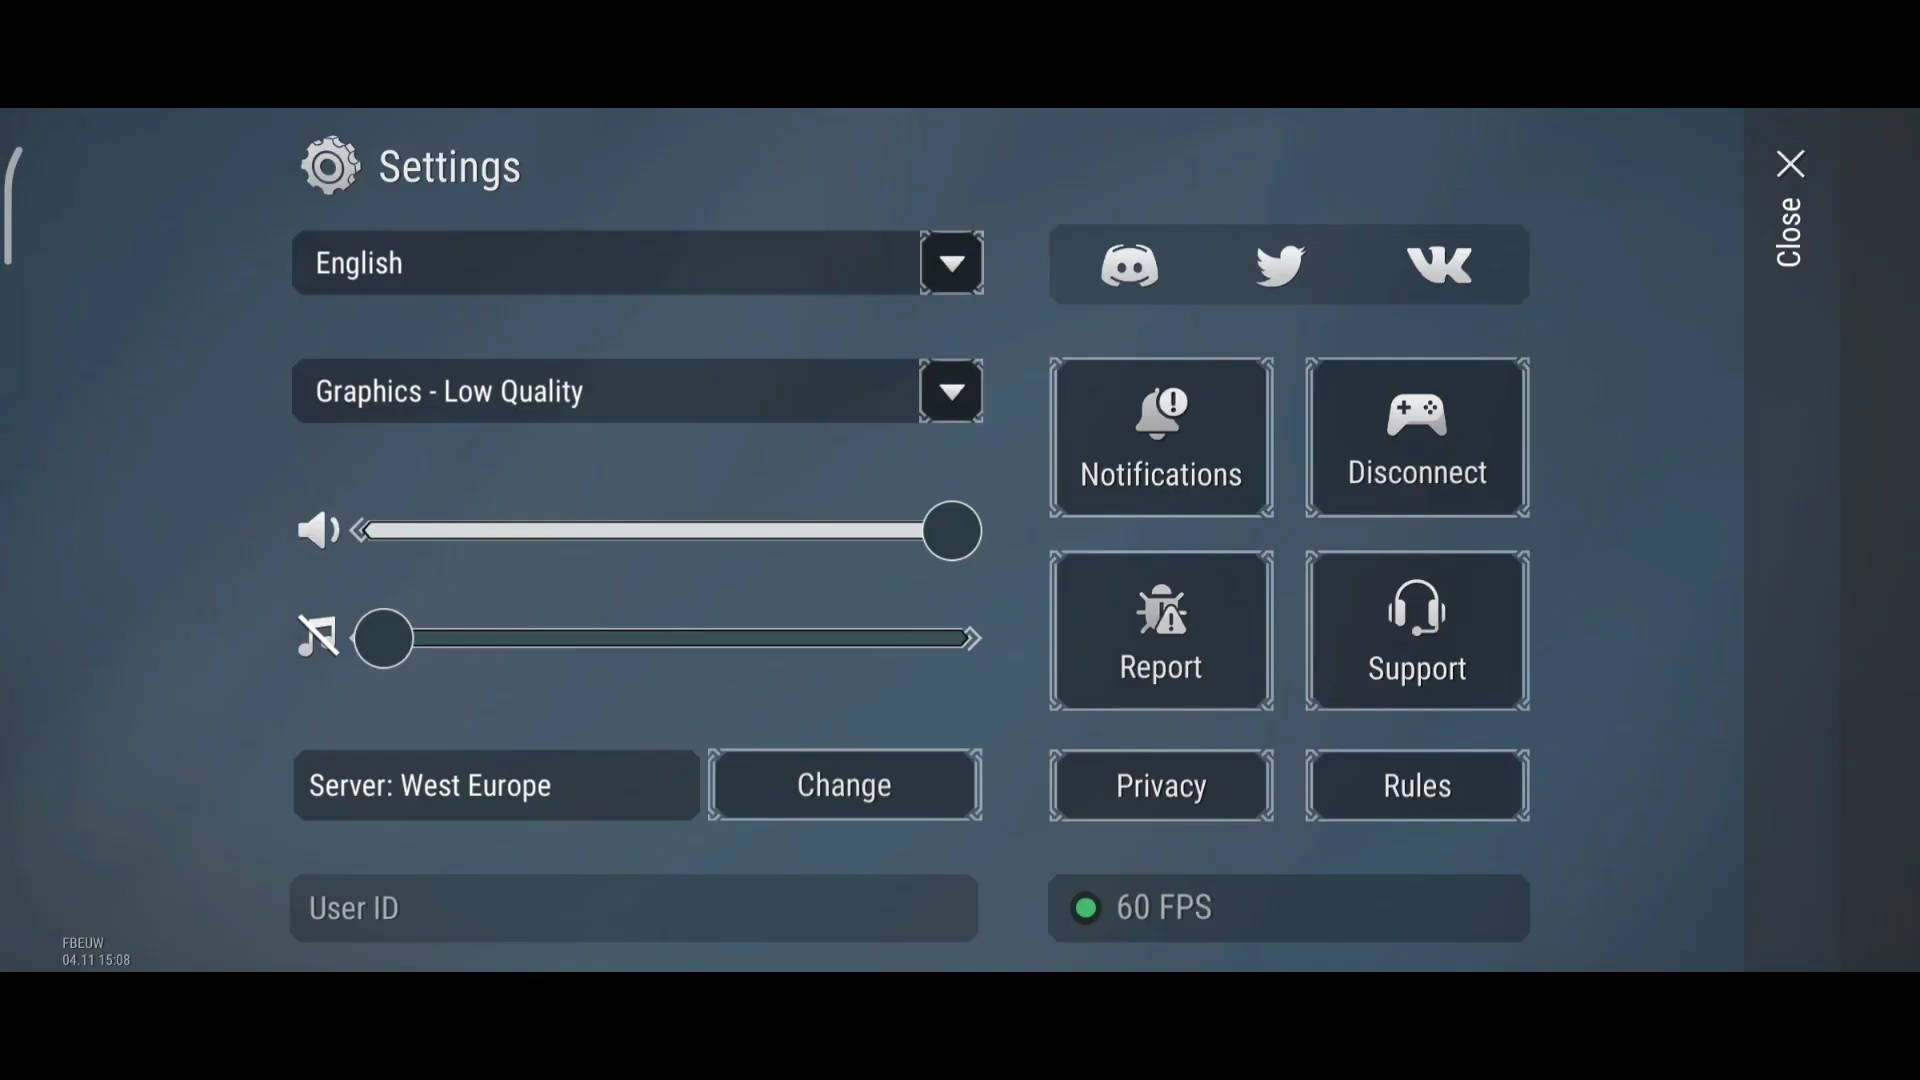 Settings
Close
English
Graphics - Low Quality
Notifications
Disconnect
Report
Support
Server: West Europe
Change
Privacy
Rules
User ID
60 FPS
FBEUW
04.11 15:08